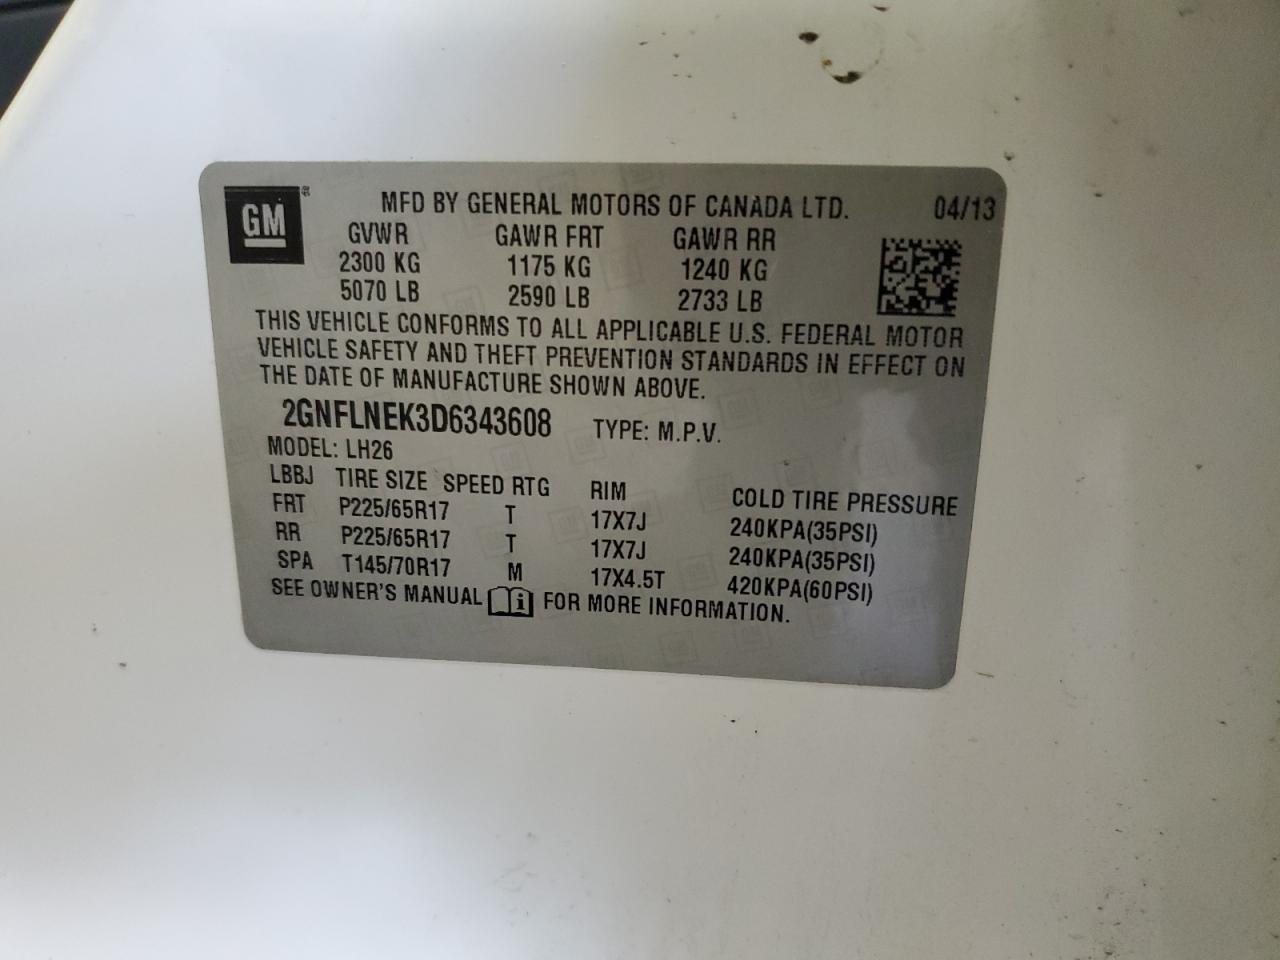 GM ®
MFD BY GENERAL MOTORS OF CANADA LTD. 04/13
GVWR GAWR FRT GAWR RR
2300 KG 1175 KG 1240 KG
5070 LB 2590 LB 2733 LB
THIS VEHICLE CONFORMS TO ALL APPLICABLE U.S. FEDERAL MOTOR
VEHICLE SAFETY AND THEFT PREVENTION STANDARDS IN EFFECT ON
THE DATE OF MANUFACTURE SHOWN ABOVE.
2GNFLNEK3D6343608 TYPE: M.P.V.
MODEL: LH26
LBBJ TIRE SIZE SPEED RTG RIM COLD TIRE PRESSURE
FRT P225/65R17 T 17X7J 240KPA(35PSI)
RR P225/65R17 T 17X7J 240KPA(35PSI)
SPA T145/70R17 M 17X4.5T 420KPA(60PSI)
SEE OWNER'S MANUAL i FOR MORE INFORMATION.